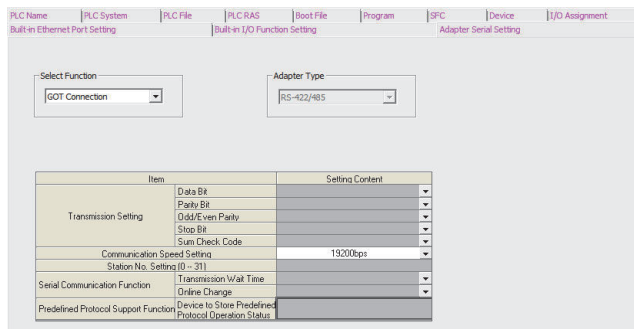 PLC Name PLC System PLC File PLC RAS Boot File Program SFC Device I/O Assignment
Built-in Ethernet Port Setting Built-in I/O Function Setting Adapter Serial Setting
Select Function Adapter Type
GOT Connection RS-422/485
Item Setting Content
Transmission Setting Data Bit
Parity Bit
Odd/Even Parity
Stop Bit
Sum Check Code
Communication Speed Setting 19200bps
Station No. Setting (0 -- 31)
Serial Communication Function Transmission Wait Time
Online Change
Predefined Protocol Support Function Device to Store Predefined
Protocol Operation Status